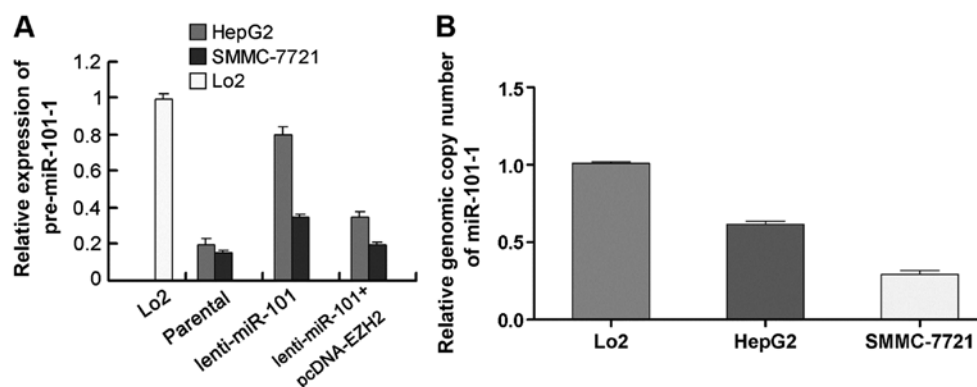 A
HepG2
SMMC-7721
Lo2
Relative expression of
pre-miR-101-1
1.2
1
0.8
0.6
0.4
0.2
0
Lo2
Parental
lenti-miR-101
lenti-miR-101+
pcDNA-EZH2
B
Relative genomic copy number
of miR-101-1
1.5
1.0
0.5
0.0
Lo2
HepG2
SMMC-7721